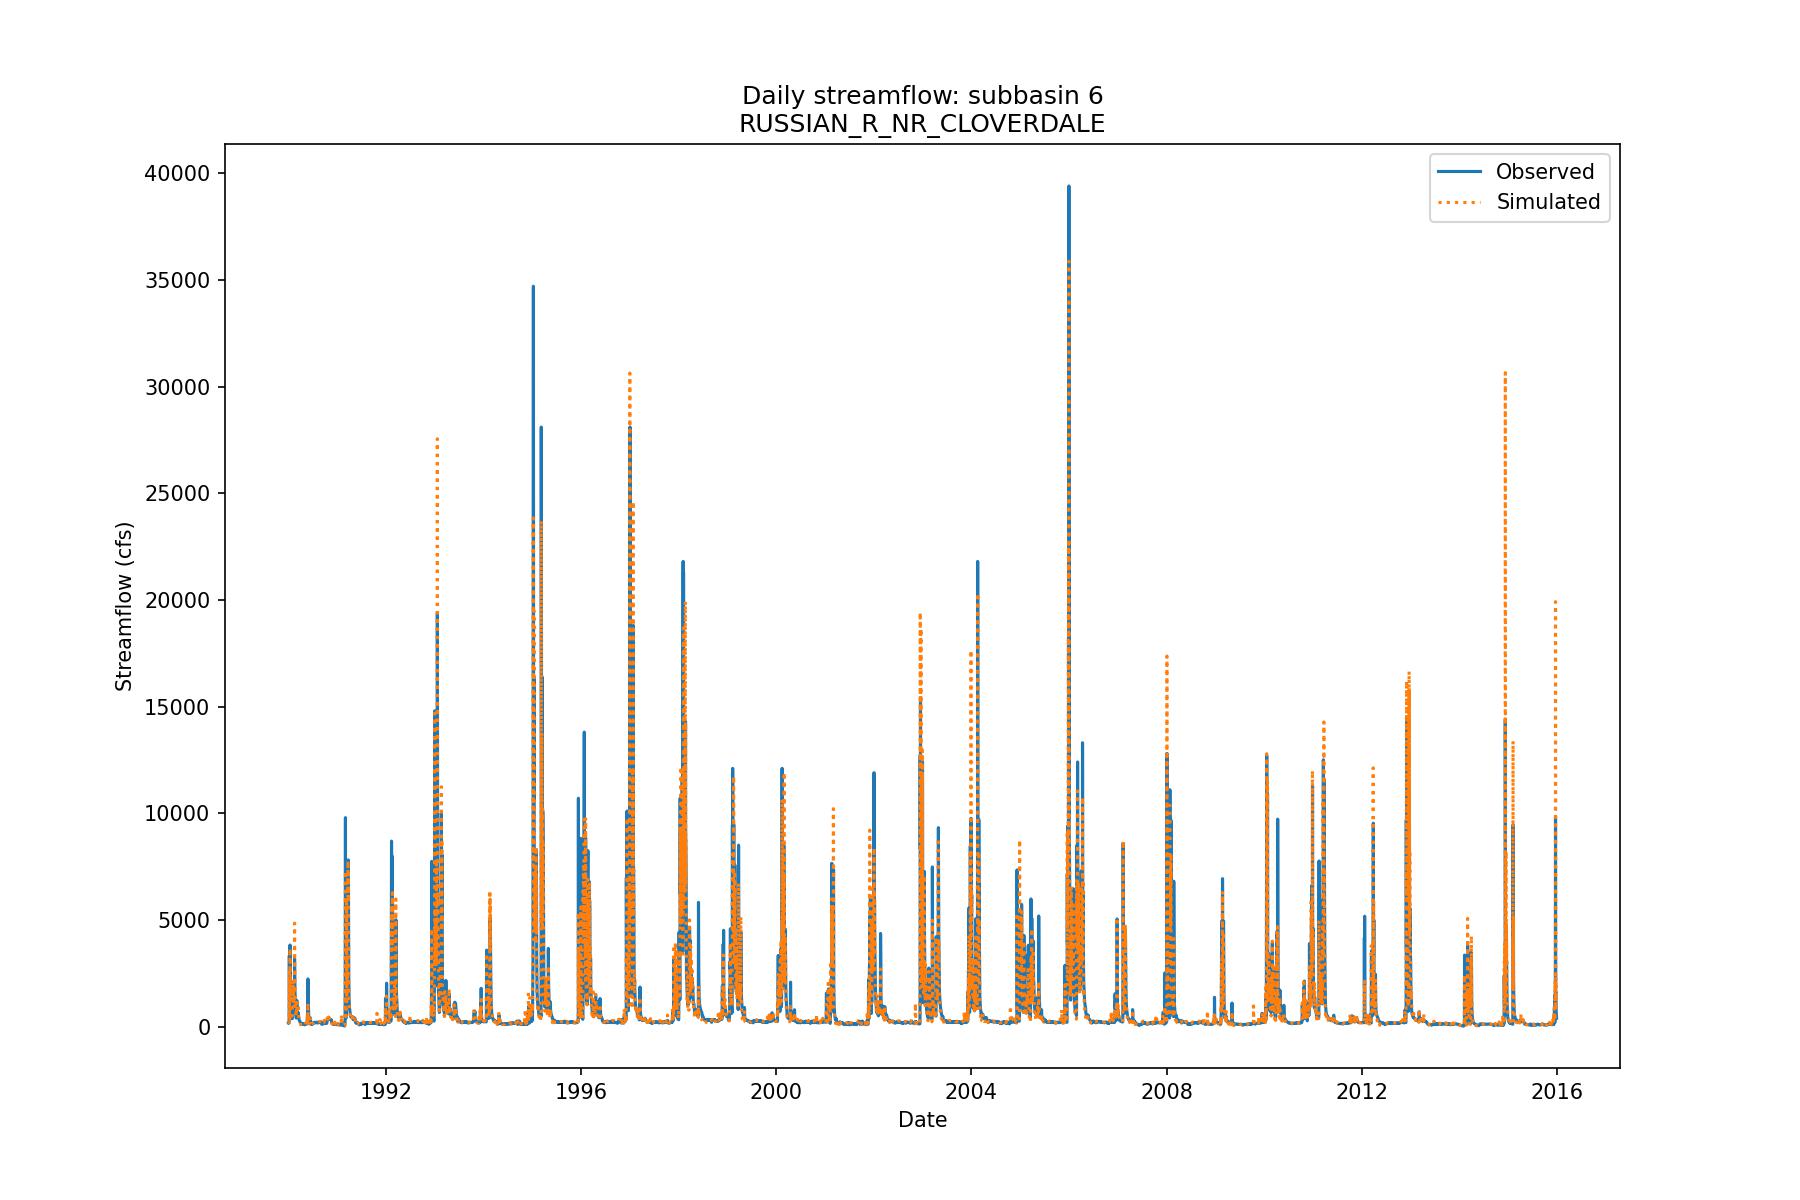 Daily streamflow: subbasin 6
RUSSIAN_R_NR_CLOVERDALE
Observed
Simulated
40000
35000
30000
25000
20000
15000
10000
5000
0
Streamflow (cfs)
1992 1996 2000 2004 2008 2012 2016
Date